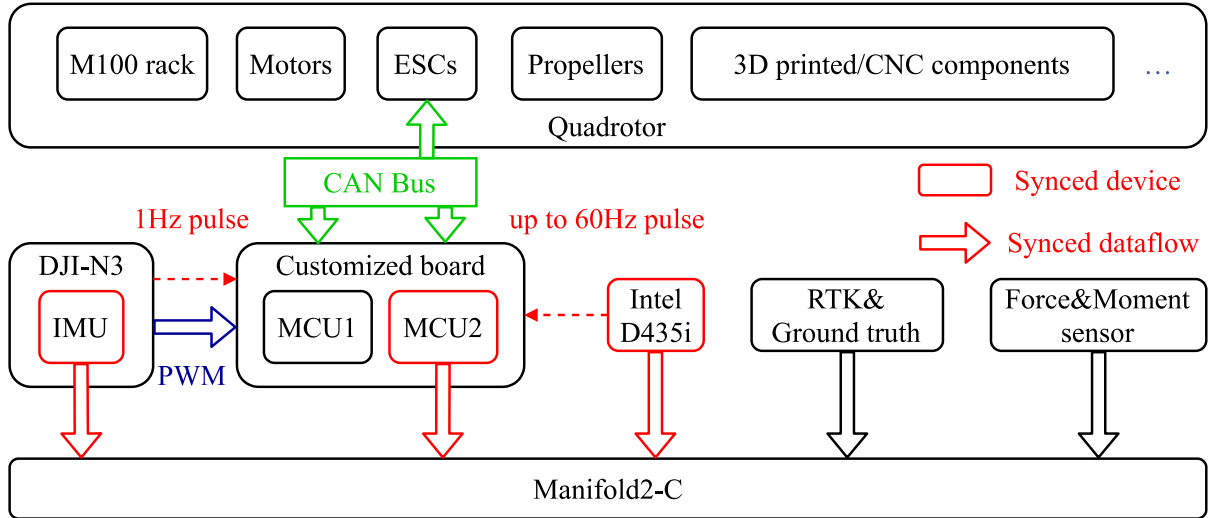 M100 rack
Motors
ESCs
Propellers
3D printed/CNC components
...
Quadrotor
CAN Bus
Synced device
1Hz pulse
up to 60Hz pulse
Synced dataflow
DJI-N3
IMU
PWM
Customized board
MCU1
MCU2
Intel
D435i
RTK&
Ground truth
Force&Moment
sensor
Manifold2-C